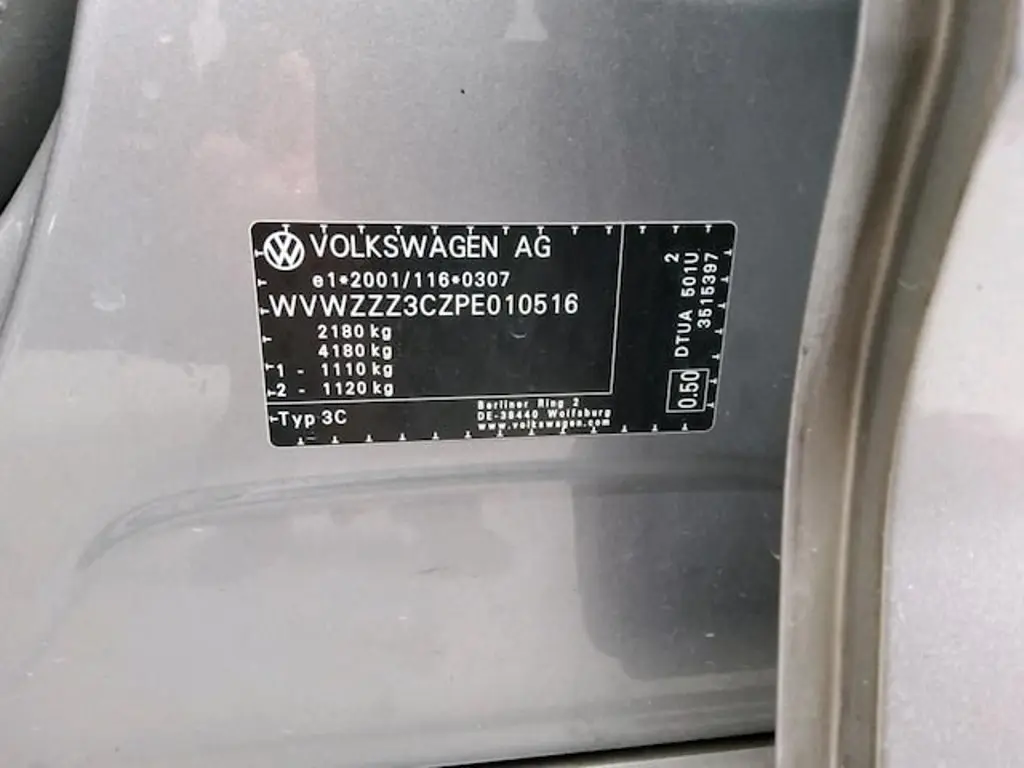 VOLKSWAGEN AG
e1*2001/116*0307
WVWZZZ3CZPE010516
2180 kg
4180 kg
1 - 1110 kg
2 - 1120 kg
Typ 3C
Berliner Ring 2
DE-38440 Wolfsburg
www.volkswagen.com
0.50
DTUA 501U
2
3515397